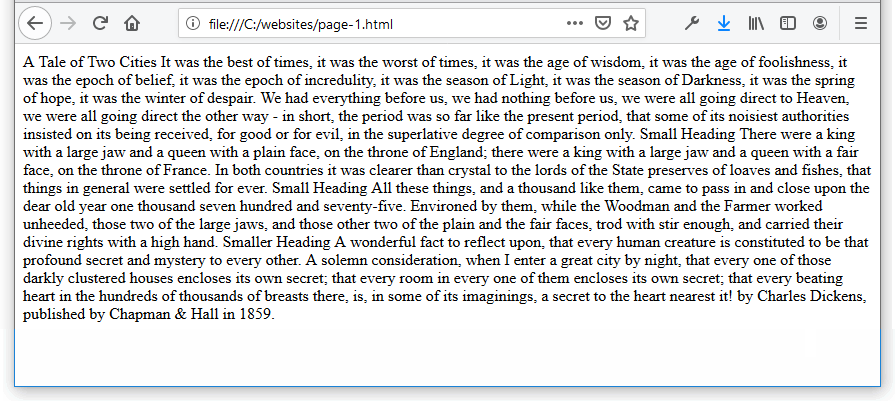 file:///C:/websites/page-1.html
A Tale of Two Cities It was the best of times, it was the worst of times, it was the age of wisdom, it was the age of foolishness, it
was the epoch of belief, it was the epoch of incredulity, it was the season of Light, it was the season of Darkness, it was the spring
of hope, it was the winter of despair. We had everything before us, we had nothing before us, we were all going direct to Heaven,
we were all going direct the other way - in short, the period was so far like the present period, that some of its noisiest authorities
insisted on its being received, for good or for evil, in the superlative degree of comparison only. Small Heading There were a king
with a large jaw and a queen with a plain face, on the throne of England; there were a king with a large jaw and a queen with a fair
face, on the throne of France. In both countries it was clearer than crystal to the lords of the State preserves of loaves and fishes, that
things in general were settled for ever. Small Heading All these things, and a thousand like them, came to pass in and close upon the
dear old year one thousand seven hundred and seventy-five. Environed by them, while the Woodman and the Farmer worked
unheeded, those two of the large jaws, and those other two of the plain and the fair faces, trod with stir enough, and carried their
divine rights with a high hand. Smaller Heading A wonderful fact to reflect upon, that every human creature is constituted to be that
profound secret and mystery to every other. A solemn consideration, when I enter a great city by night, that every one of those
darkly clustered houses encloses its own secret; that every room in every one of them encloses its own secret; that every beating
heart in the hundreds of thousands of breasts there, is, in some of its imaginings, a secret to the heart nearest it! by Charles Dickens,
published by Chapman & Hall in 1859.